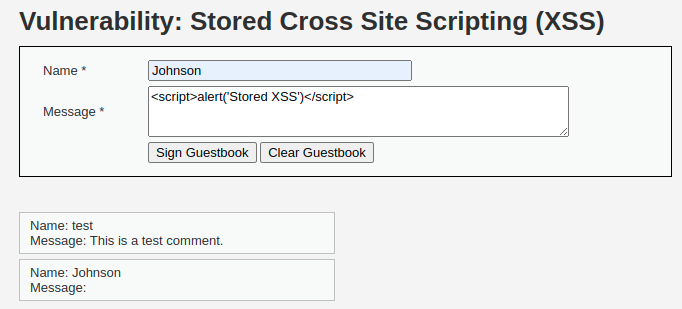 Vulnerability: Stored Cross Site Scripting (XSS)
Name * Johnson
Message * <script>alert('Stored XSS')</script>
Sign Guestbook Clear Guestbook
Name: test
Message: This is a test comment.
Name: Johnson
Message: